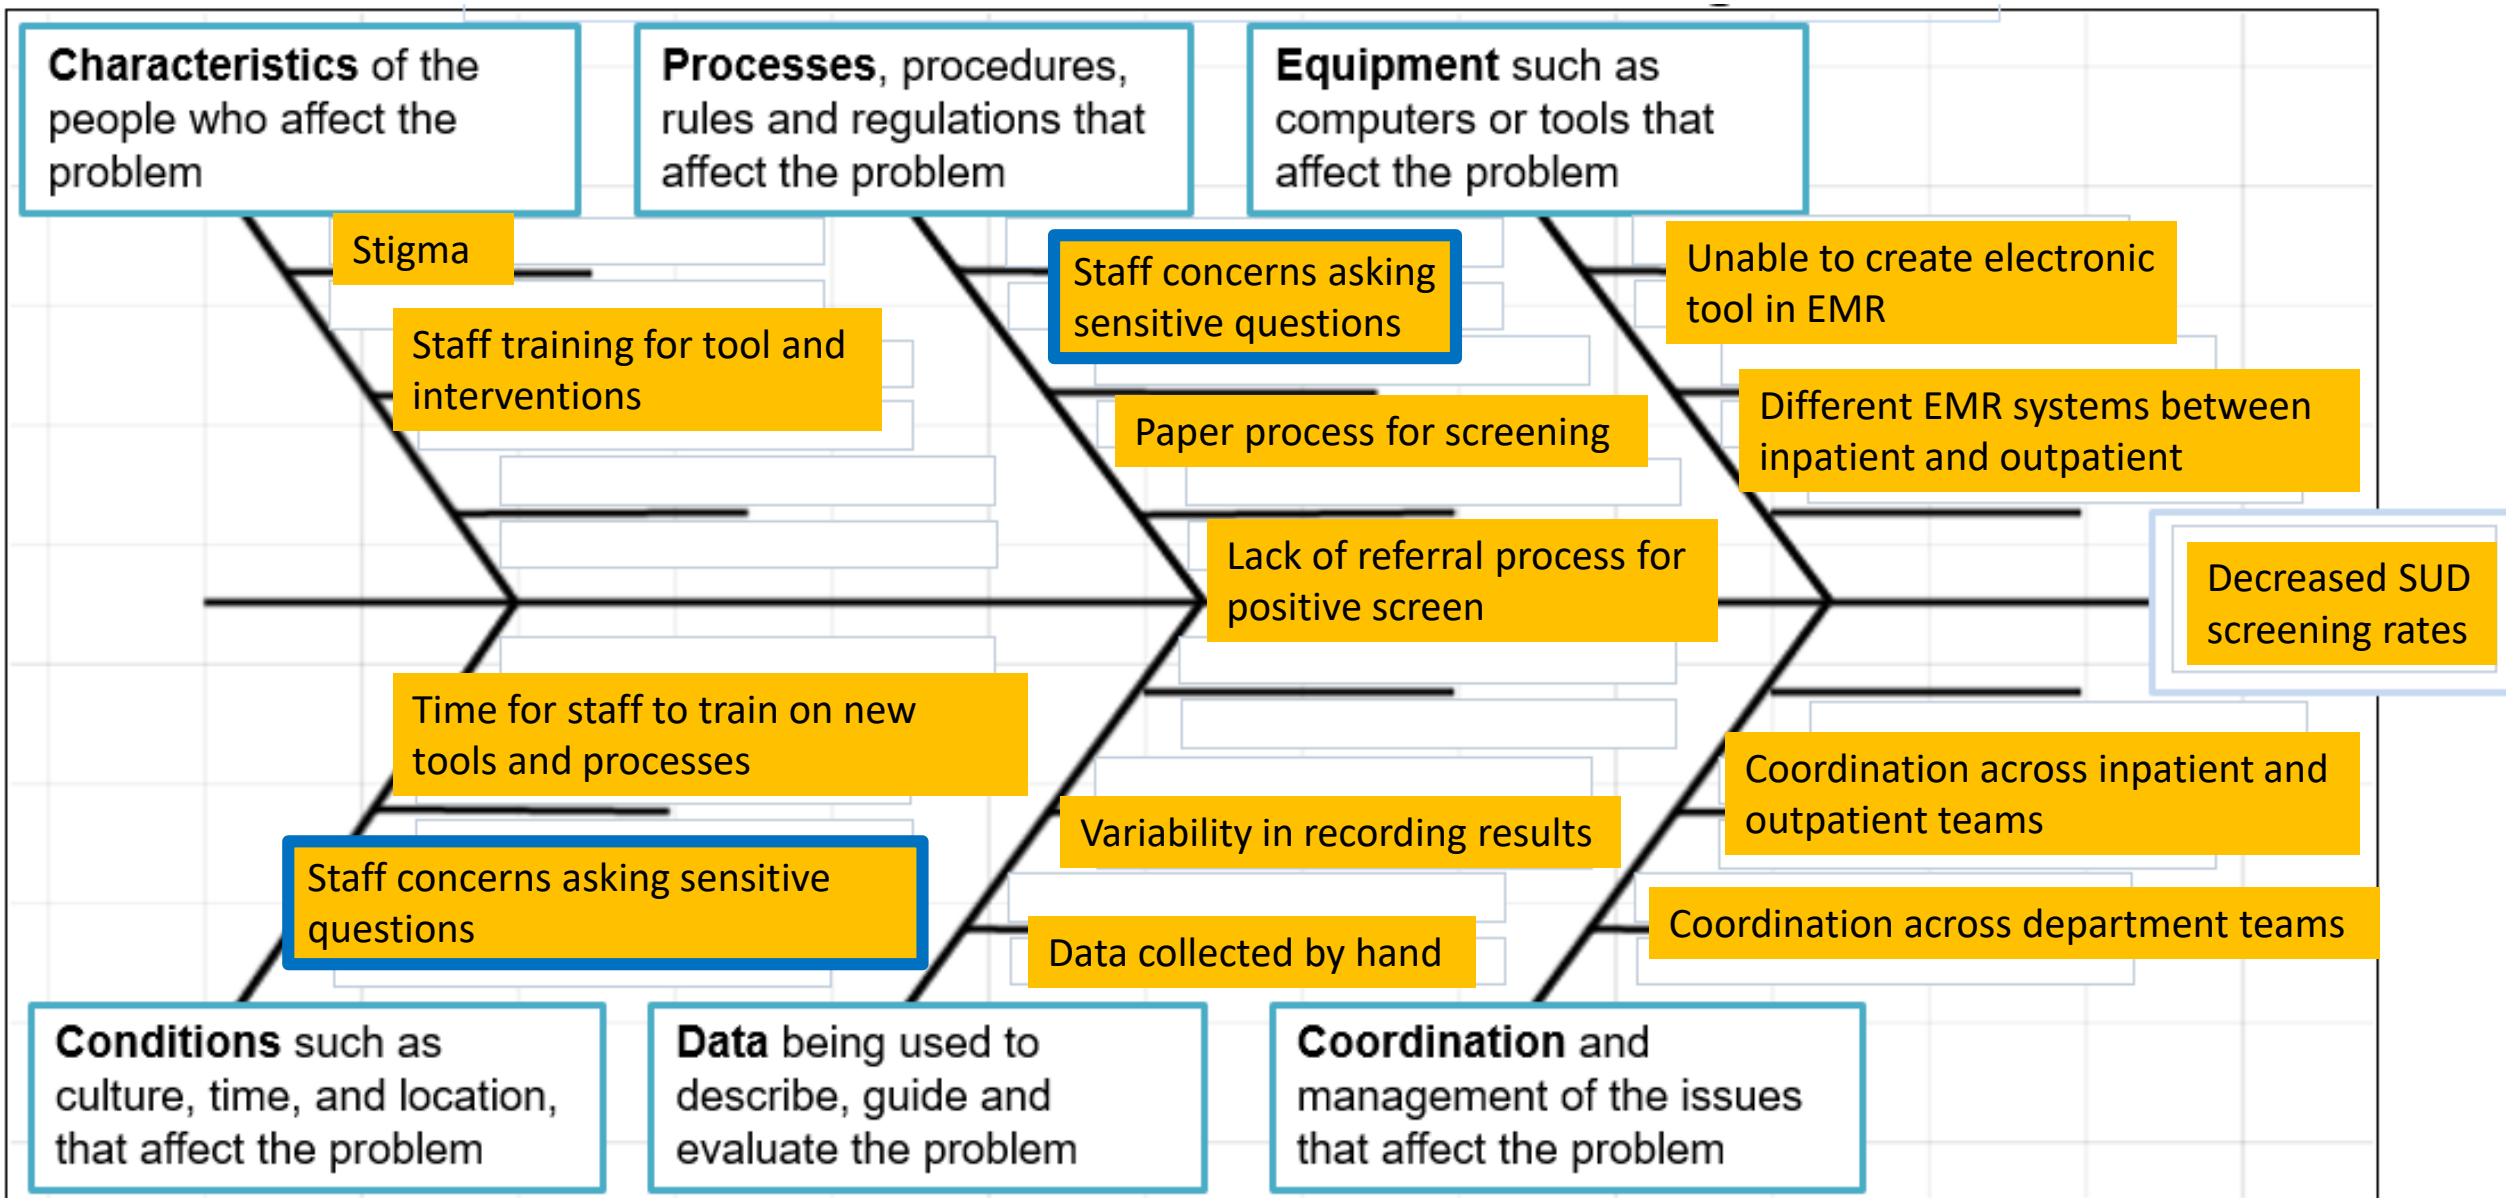 Characteristics of the
people who affect the
problem
Processes, procedures,
rules and regulations that
affect the problem
Equipment such as
computers or tools that
affect the problem
Stigma
Staff training for tool and
interventions
Staff concerns asking
sensitive questions
Paper process for screening
Lack of referral process for
positive screen
Unable to create electronic
tool in EMR
Different EMR systems between
inpatient and outpatient
Decreased SUD
screening rates
Time for staff to train on new
tools and processes
Staff concerns asking sensitive
questions
Variability in recording results
Data collected by hand
Coordination across inpatient and
outpatient teams
Coordination across department teams
Conditions such as
culture, time, and location,
that affect the problem
Data being used to
describe, guide and
evaluate the problem
Coordination and
management of the issues
that affect the problem